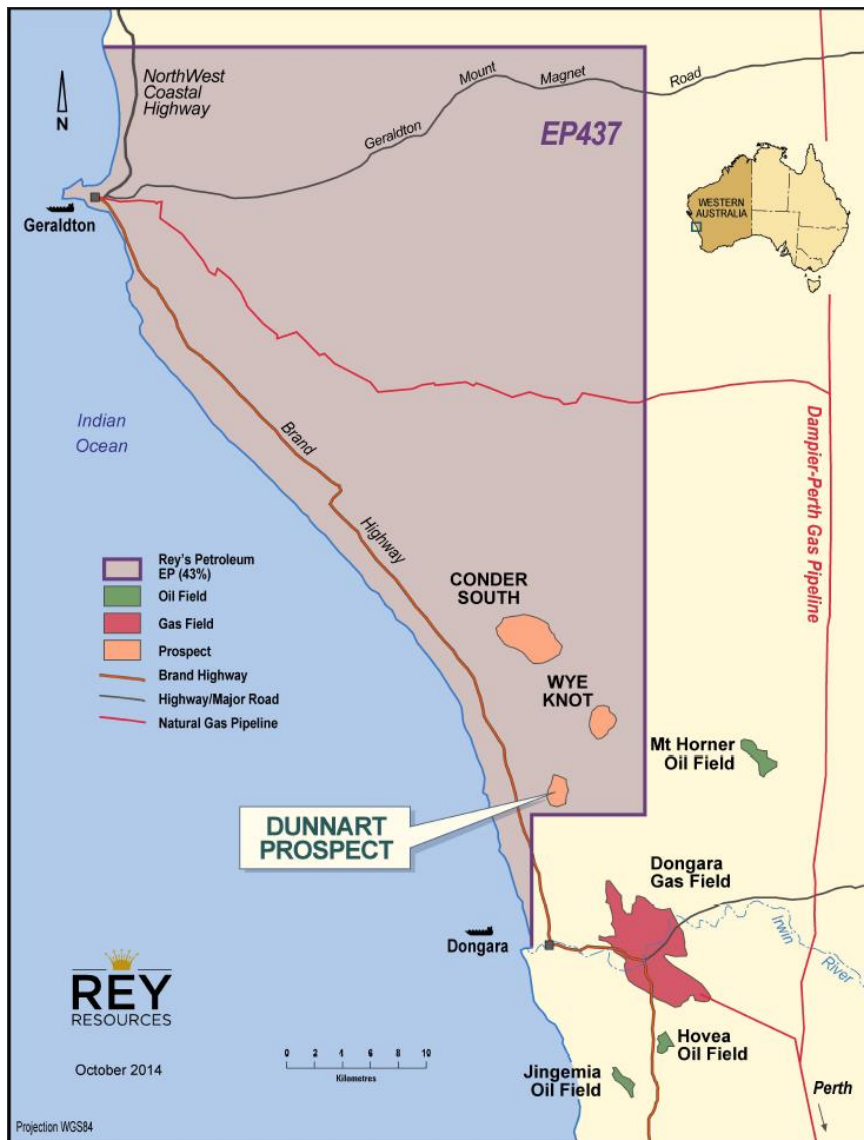 NorthWest
Coastal
Highway
N
Geraldton
Mount
Magnet
Road
EP437
Geraldton
WESTERN
AUSTRALIA
Indian
Ocean
Brand
Highway
Dampier-Perth Gas Pipeline
Rey's Petroleum
EP (43%)
Oil Field
Gas Field
Prospect
Brand Highway
Highway/Major Road
Natural Gas Pipeline
CONDER
SOUTH
WYE
KNOT
Mt Horner
Oil Field
DUNNART
PROSPECT
Dongara
Gas Field
Irwin
River
Dongara
REY
RESOURCES
October 2014
0 2 4 6 8 10
Kilometres
Hovea
Oil Field
Jingemia
Oil Field
Perth
Projection WGS84